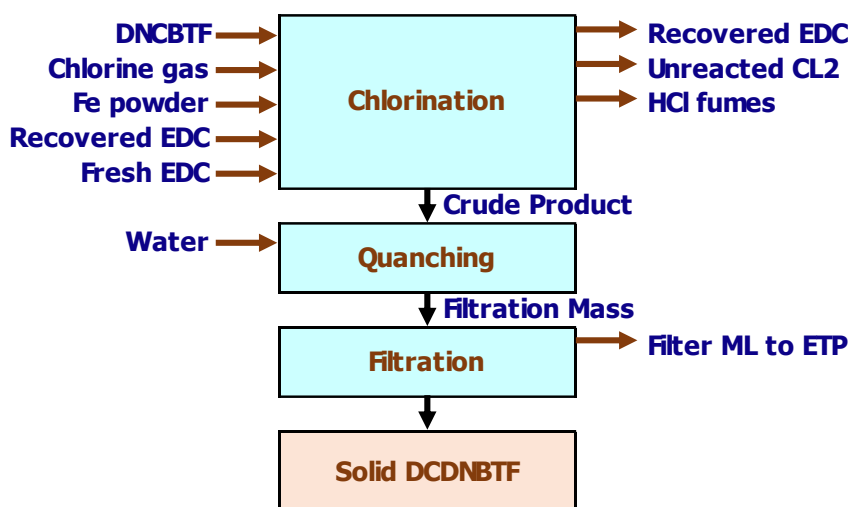 DNCBTF
Chlorine gas
Fe powder
Recovered EDC
Fresh EDC
Chlorination
Recovered EDC
Unreacted CL2
HCl fumes
Crude Product
Water
Quanching
Filtration Mass
Filtration
Filter ML to ETP
Solid DCDNBTF